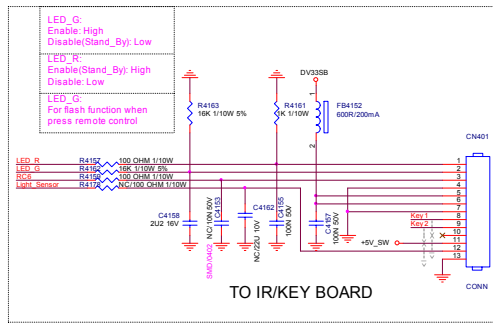 LED_G:
Enable: High
Disable(Stand_By): Low
LED_R:
Enable(Stand_By): High
Disable: Low
LED_G:
For flash function when
press remote control
DV33SB
R4163
16K 1/10W 5%
R4161
1K 1/10W
1
FB4152
600R/200mA
2
CN401
LED_R
R4157
100 OHM 1/10W
1
LED_G
16K 1/10W 5%
2
RC6
100 OHM 1/10W
3
Light_Sensor
R4178
NC/100 OHM 1/10W
4
5
6
7
8
9
10
11
12
13
C4158
2U2 16V
C4153
NC/10N 50V
SMD/0402
C4162
NC/22U 10V
C4155
100N 50V
C4157
100N 50V
Key1
Key2
+5V_SW
CONN
TO IR/KEY BOARD